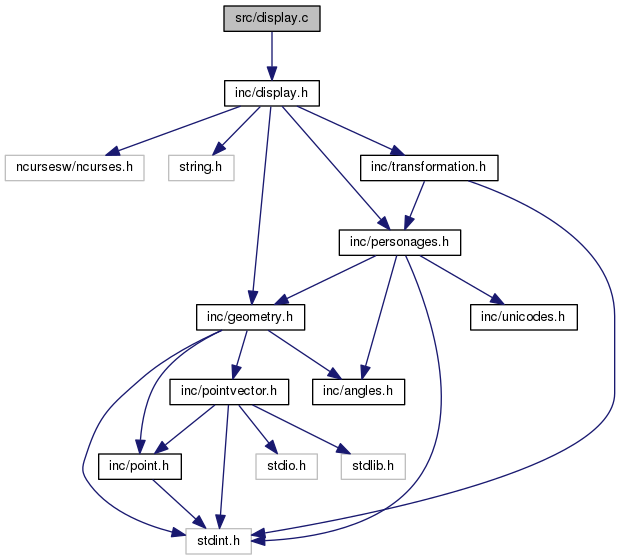 src/display.c
inc/display.h
ncursesw/ncurses.h
string.h
inc/transformation.h
inc/personages.h
inc/geometry.h
inc/unicodes.h
inc/pointvector.h
inc/angles.h
inc/point.h
stdio.h
stdlib.h
stdint.h